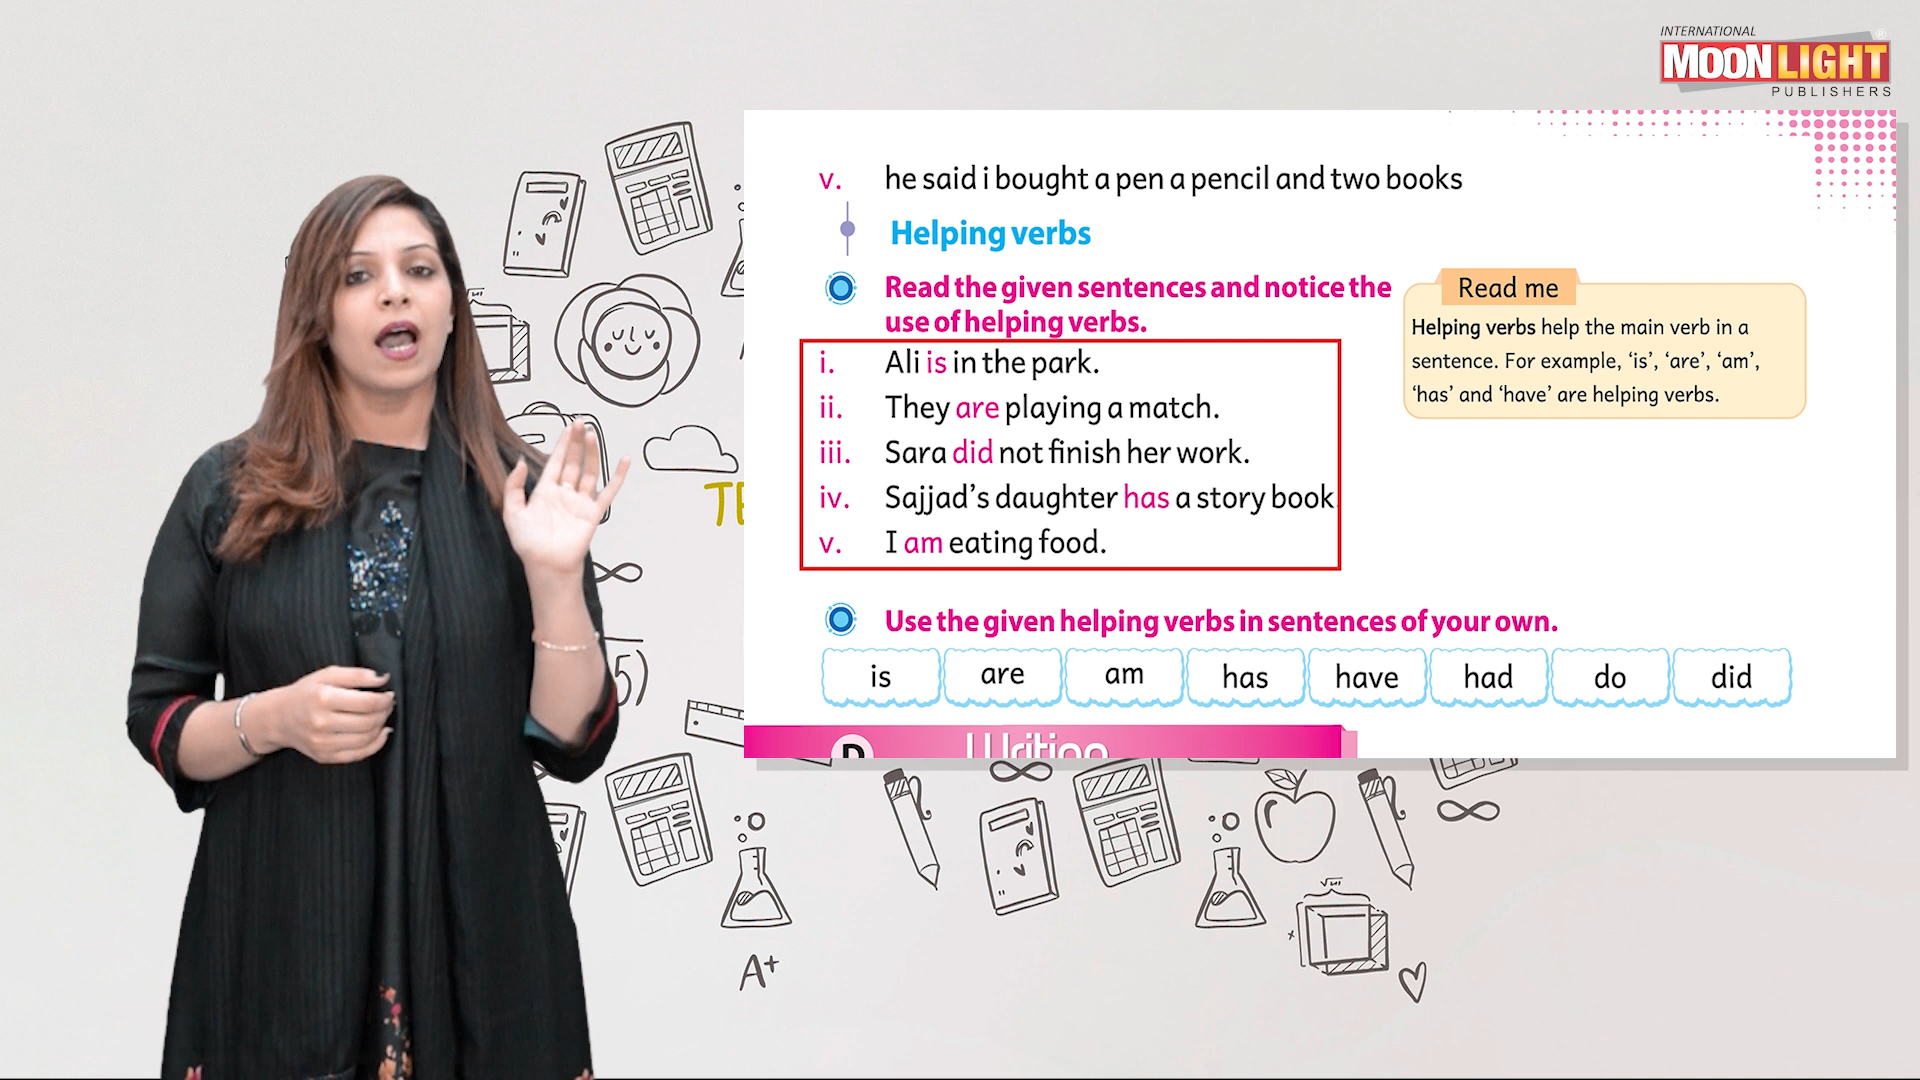 INTERNATIONAL
MOONLIGHT ®
PUBLISHERS
v. he said i bought a pen a pencil and two books
Helping verbs
Read the given sentences and notice the
use of helping verbs.
i. Ali is in the park.
ii. They are playing a match.
iii. Sara did not finish her work.
iv. Sajjad’s daughter has a story book.
v. I am eating food.
Read me
Helping verbs help the main verb in a
sentence. For example, ‘is’, ‘are’, ‘am’,
‘has’ and ‘have’ are helping verbs.
Use the given helping verbs in sentences of your own.
is are am has have had do did
D Writing
A+